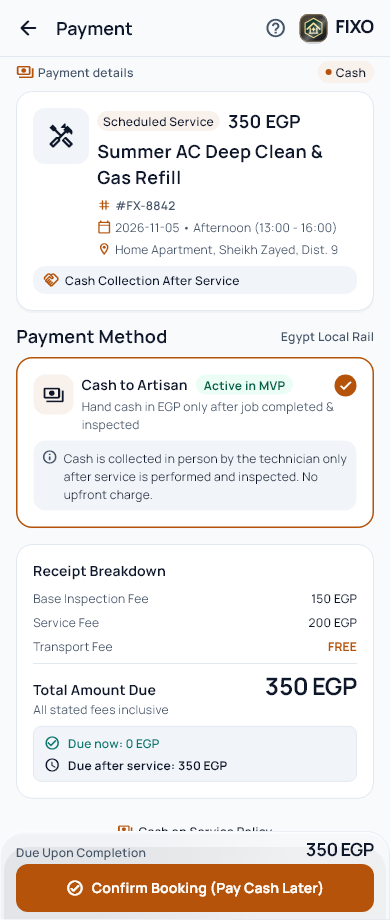 Payment
FIXO
Payment details
Cash
Scheduled Service
350 EGP
Summer AC Deep Clean &
Gas Refill
# #FX-8842
2026-11-05 • Afternoon (13:00 - 16:00)
Home Apartment, Sheikh Zayed, Dist. 9
Cash Collection After Service
Payment Method
Egypt Local Rail
Cash to Artisan
Active in MVP
Hand cash in EGP only after job completed &
inspected
Cash is collected in person by the technician only
after service is performed and inspected. No
upfront charge.
Receipt Breakdown
Base Inspection Fee
150 EGP
Service Fee
200 EGP
Transport Fee
FREE
Total Amount Due
350 EGP
All stated fees inclusive
Due now: 0 EGP
Due after service: 350 EGP
Cash on Service Policy
Due Upon Completion
350 EGP
Confirm Booking (Pay Cash Later)